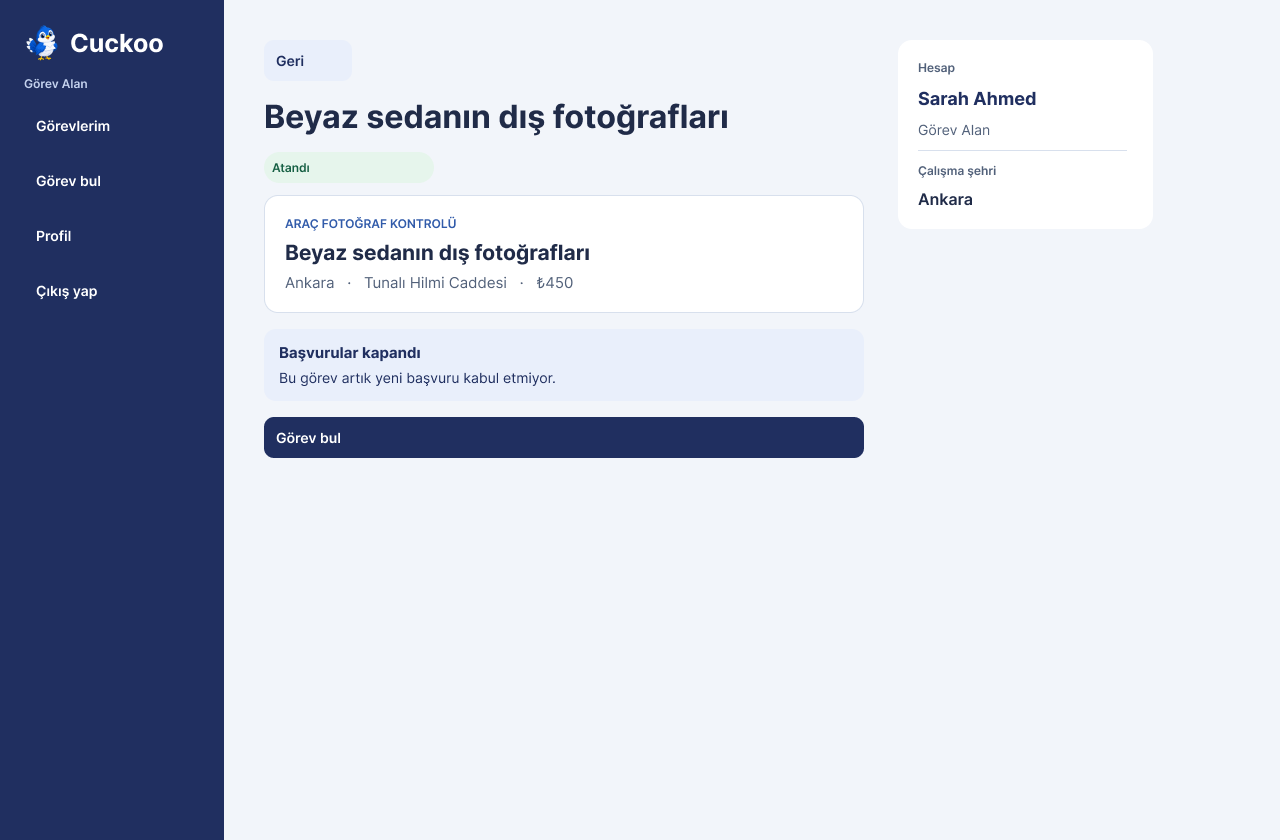 Cuckoo
Görev Alan
Görevlerim
Görev bul
Profil
Çıkış yap
Geri
Beyaz sedanın dış fotoğrafları
Atandı
ARAÇ FOTOĞRAF KONTROLÜ
Beyaz sedanın dış fotoğrafları
Ankara · Tunalı Hilmi Caddesi · ₺450
Başvurular kapandı
Bu görev artık yeni başvuru kabul etmiyor.
Görev bul
Hesap
Sarah Ahmed
Görev Alan
Çalışma şehri
Ankara